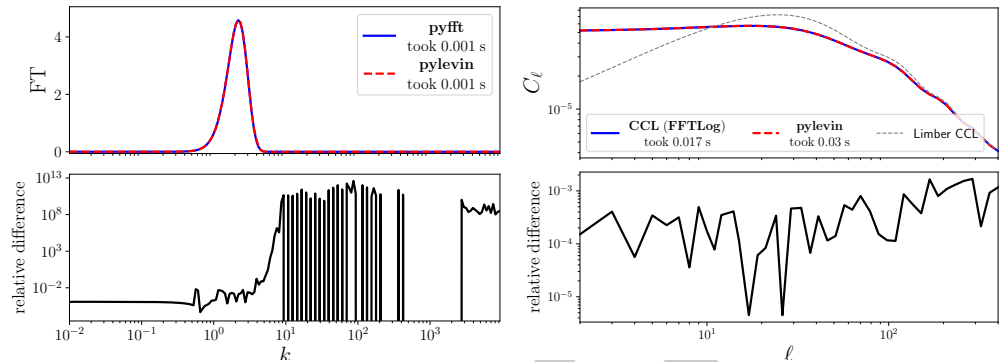 FT
4
2
0
pyfft
took 0.001 s
pylevin
took 0.001 s
relative difference
10^13
10^8
10^3
10^-2
10^-2
10^-1
10^0
10^1
10^2
10^3
k
C_ℓ
10^-5
CCL (FFTLog)
took 0.017 s
pylevin
took 0.03 s
Limber CCL
relative difference
10^-3
10^-4
10^-5
10^1
10^2
ℓ